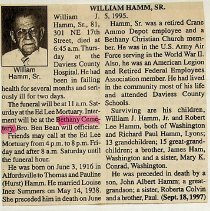 WILLIAM HAMM, SR.
William J.
Hamm, Sr., 81,
301 NE 17th
Street, died at
6:45 a.m. Thurs-
day at the
Daviess County
Hospital. He had
been in failing
William
Hamm, Sr.
health for several months and seri-
ously ill for two days.
The funeral will be at 11 a.m. Sat-
urday at the Ed Lee Mortuary. Inter-
ment will be at the Bethany Ceme-
tery, Bro. Ben Bean will officiate.
Friends may call at the Ed Lee
Mortuary from 4 p.m. to 8 p.m. Fri-
day and after 8 a.m. Saturday until
the funeral hour.
He was born on June 3, 1916 in
Alfordsville to Thomas and Pauline
(Hurst) Hamm. He married Louise
Inez Summers on May 14, 1938.
She preceded him in death on June
5, 1995.
Hamm, Sr. was a retired Crane
Ammo Depot employee and a
Bethany Christian Church mem-
ber. He was in the U.S. Army Air
Force serving in the World War II.
Also, he was an American Legion
and Retired Federal Employees
Association member. He had lived
in the community most of his life
and attended Daviess County
Schools.
Surviving are his children,
William J. Hamm, Jr. and Robert
Lee Hamm, both of Washington
and Richard Paul Hamm, Lyons;
13 grandchildren; 15 great-grand-
children; a brother, James Ham,
Washington and a sister, Mary K.
Conrad, Washington.
He was preceded in death by a
son, John Albert Hamm; a great-
grandson; a sister, Roberta Colvin
and a brother, Paul. (Sept. 18, 1997)